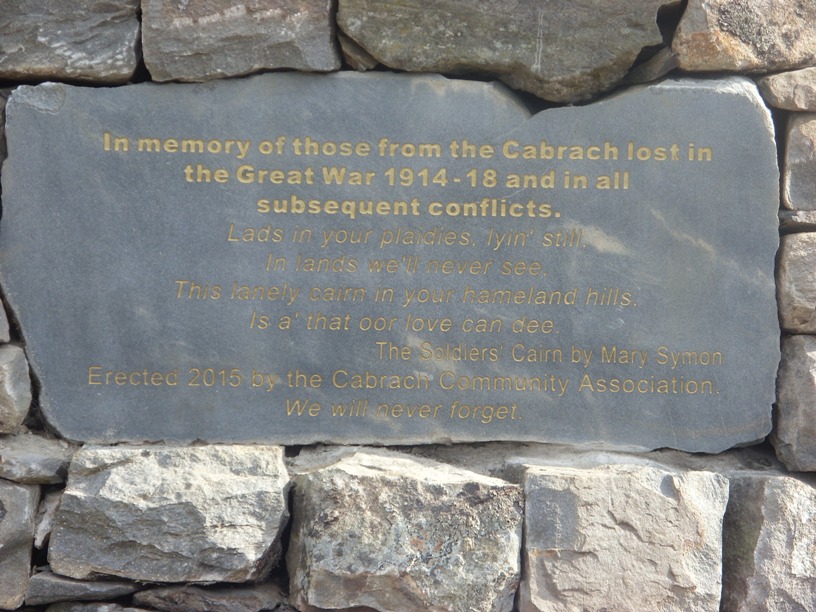 In memory of those from the Cabrach lost in
the Great War 1914-18 and in all
subsequent conflicts.
Lads in your plaidies, lyin' still,
In lands we'll never see,
This lanely cairn in your hameland hills,
Is a' that oor love can dee.
The Soldiers' Cairn by Mary Symon
Erected 2015 by the Cabrach Community Association.
We will never forget.